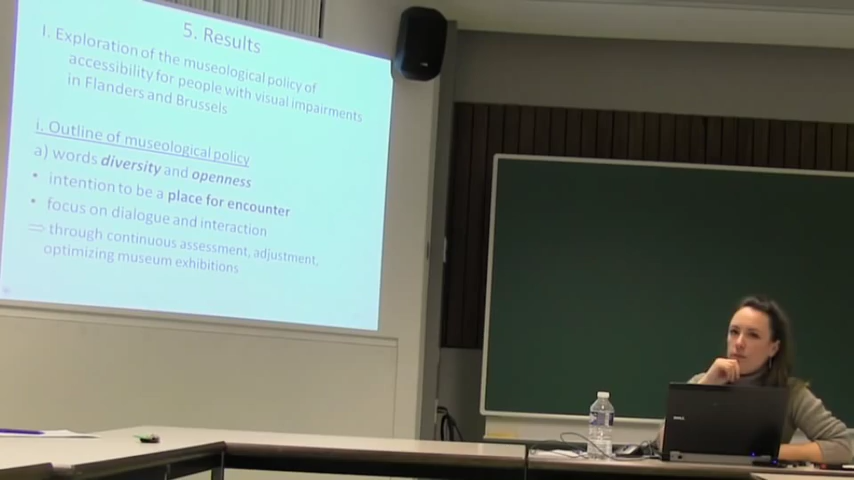 5. Results
I. Exploration of the museological policy of
accessibility for people with visual impairments
in Flanders and Brussels
i. Outline of museological policy
a) words diversity and openness
• intention to be a place for encounter
• focus on dialogue and interaction
⇒ through continuous assessment, adjustment,
optimizing museum exhibitions
DELL